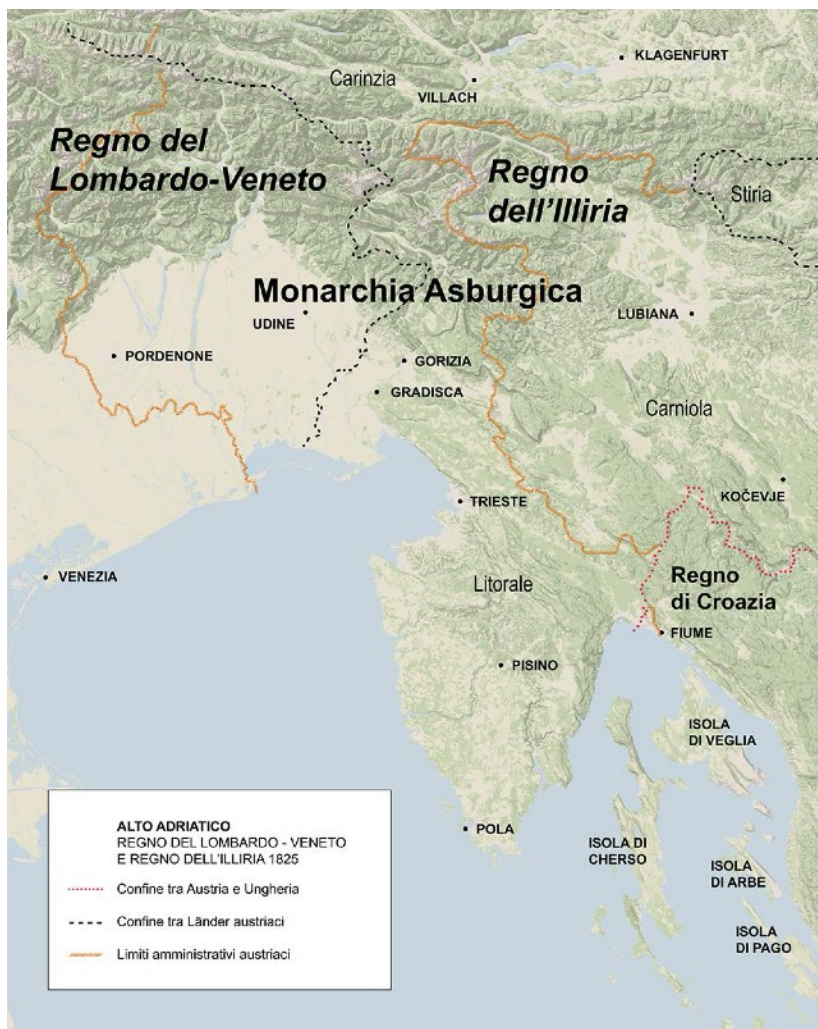 KLAGENFURT
Carinzia
VILLACH
Regno del
Lombardo-Veneto
Regno
dell'Illiria
Stiria
Monarchia Asburgica
UDINE
LUBIANA
PORDENONE
GORIZIA
GRADISCA
Carniola
KOČEVJE
TRIESTE
VENEZIA
Litorale
Regno
di Croazia
FIUME
PISINO
ISOLA
DI VEGLIA
POLA
ISOLA DI
CHERSO
ISOLA
DI ARBE
ISOLA
DI PAGO
ALTO ADRIATICO
REGNO DEL LOMBARDO - VENETO
E REGNO DELL'ILLIRIA 1825
Confine tra Austria e Ungheria
Confine tra Länder austriaci
Limiti amministrativi austriaci